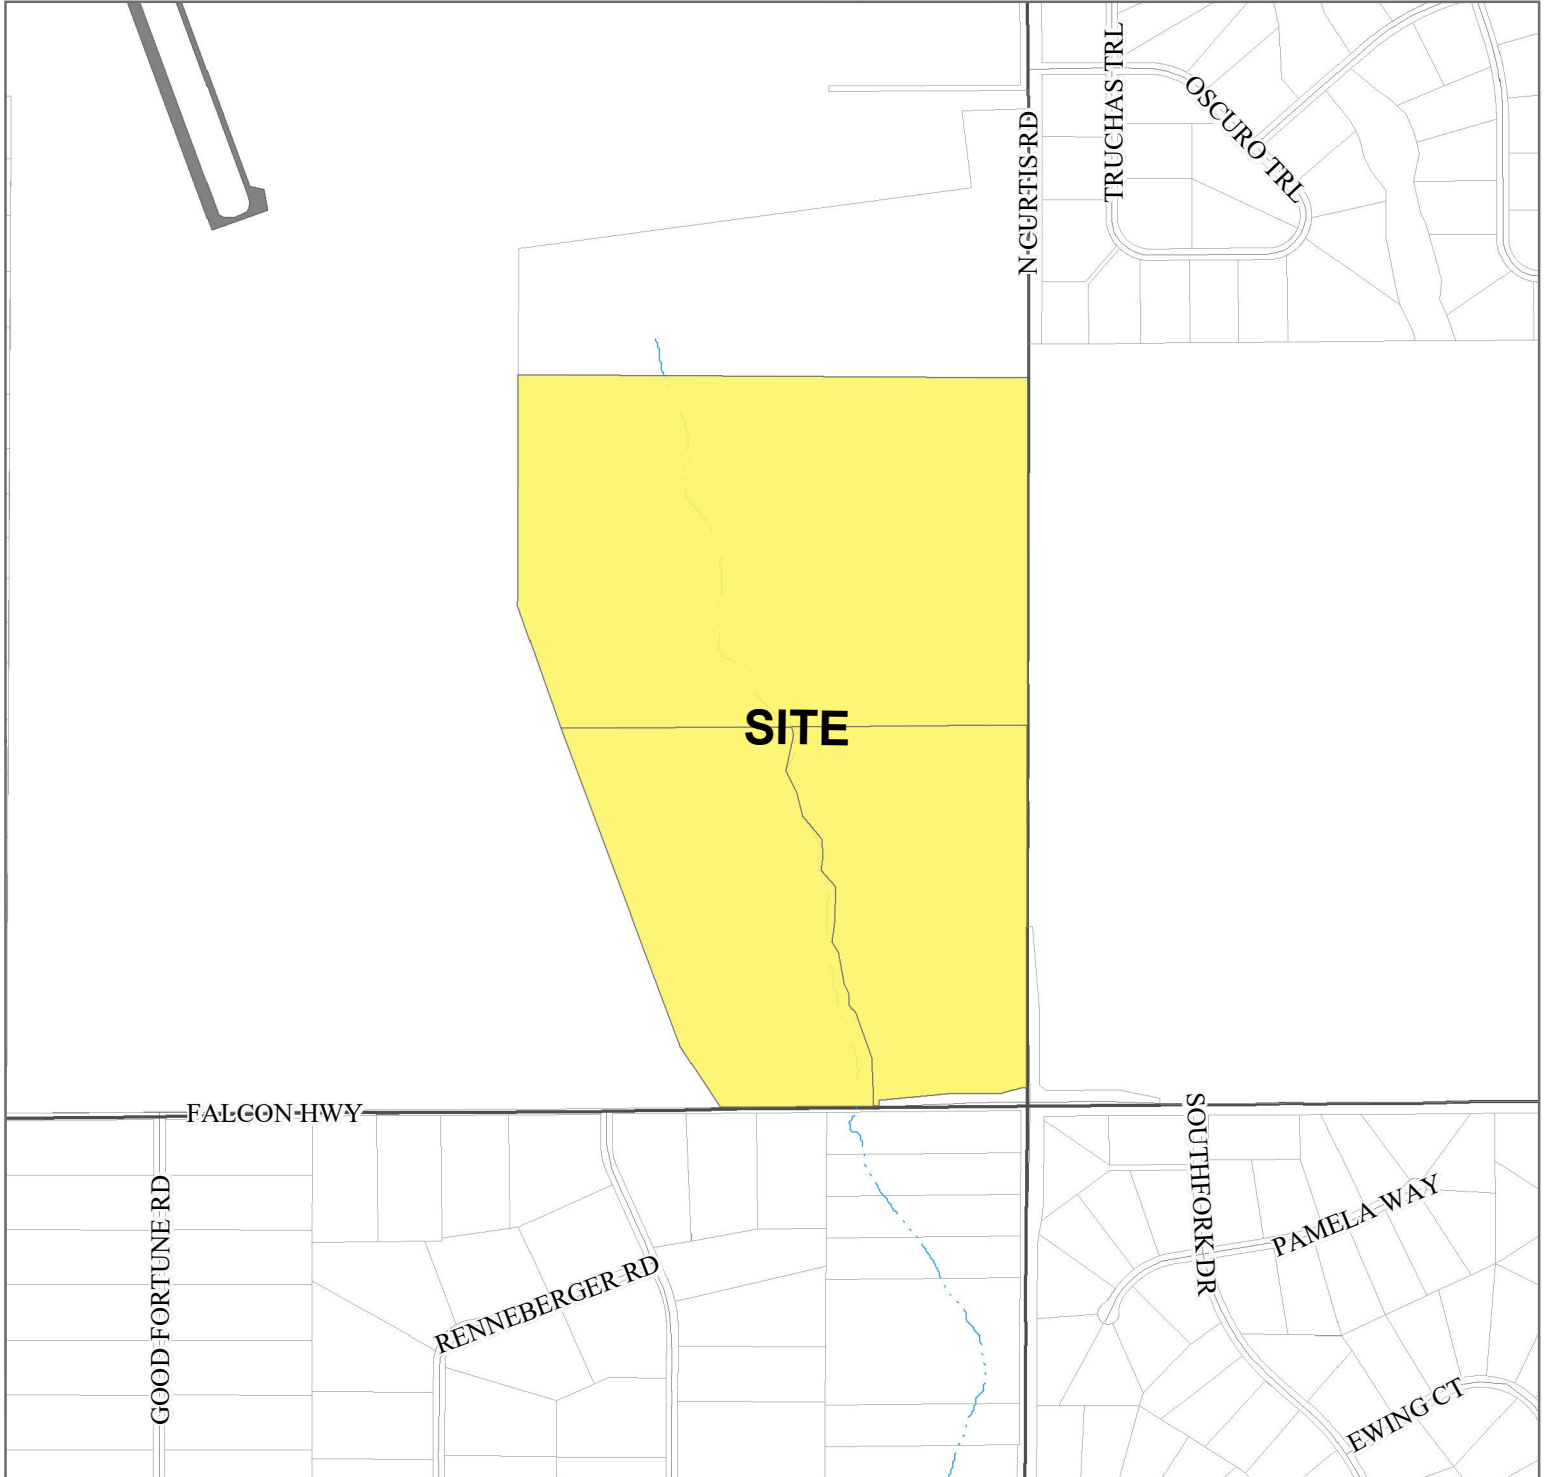 TRUCHAS TRL
OSCURO TRL
N CURTIS RD
SITE
FALCON HWY
SOUTHFORK DR
GOOD FORTUNE RD
PAMELA WAY
RENNEBERGER RD
EWING CT